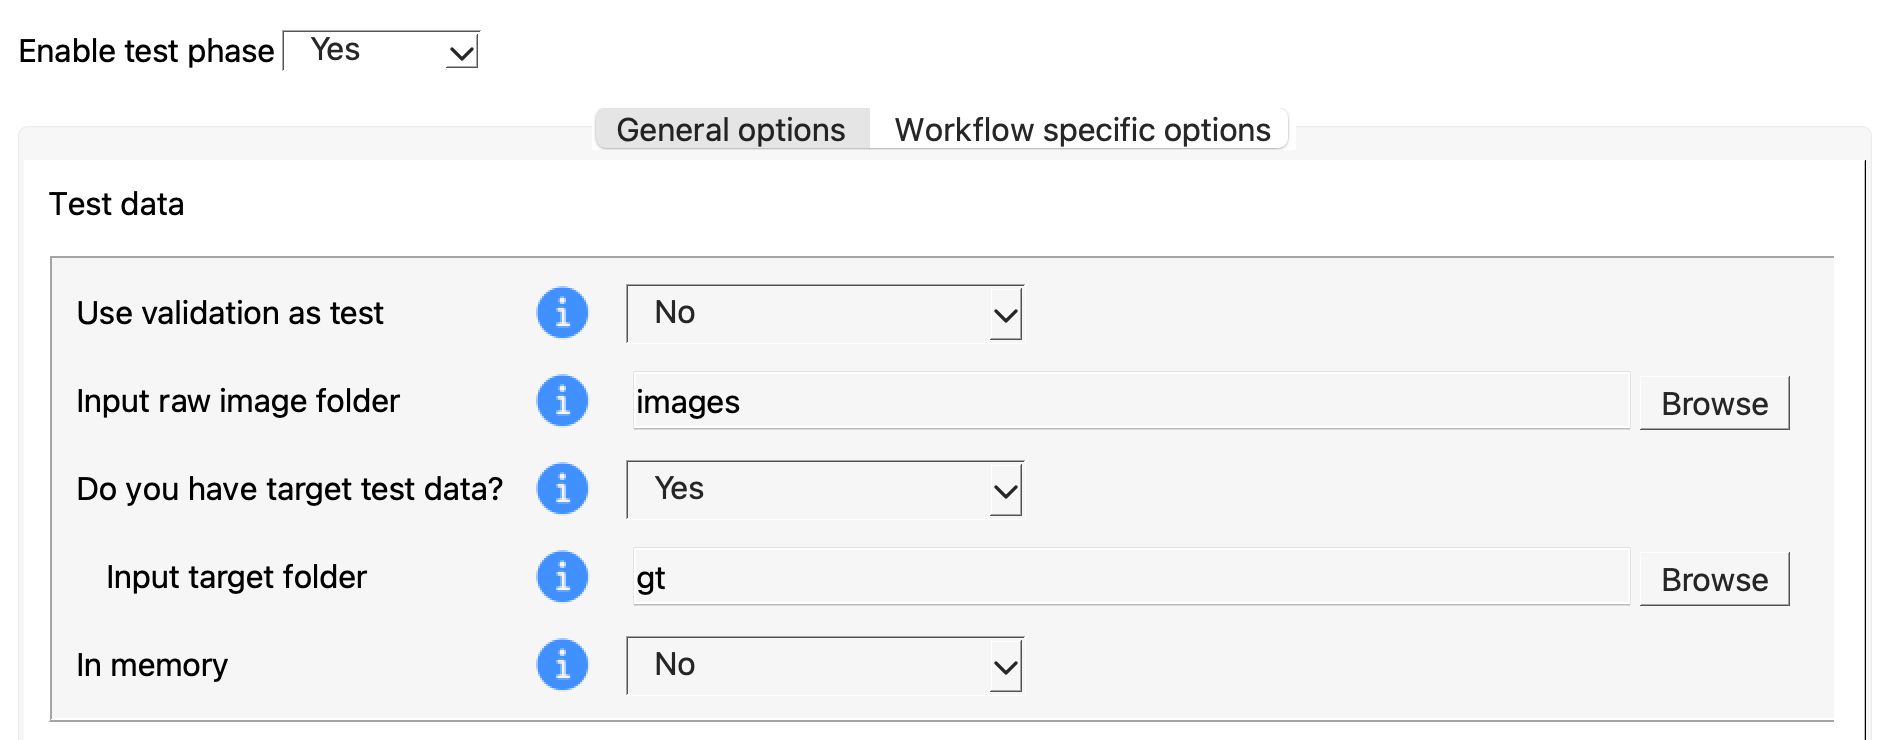 Enable test phase Yes
General options Workflow specific options
Test data
Use validation as test i No
Input raw image folder i images Browse
Do you have target test data? i Yes
Input target folder i gt Browse
In memory i No